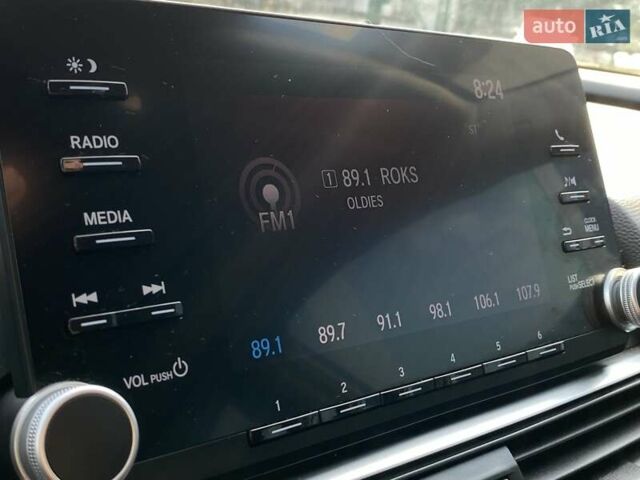 auto RIA
8:24
RADIO
ST
1 89.1 ROKS
OLDIES
FM1
MEDIA
CLOCK
MENU
LIST
PUSH SELECT
89.1 89.7 91.1 98.1 106.1 107.9
VOL PUSH
1 2 3 4 5 6